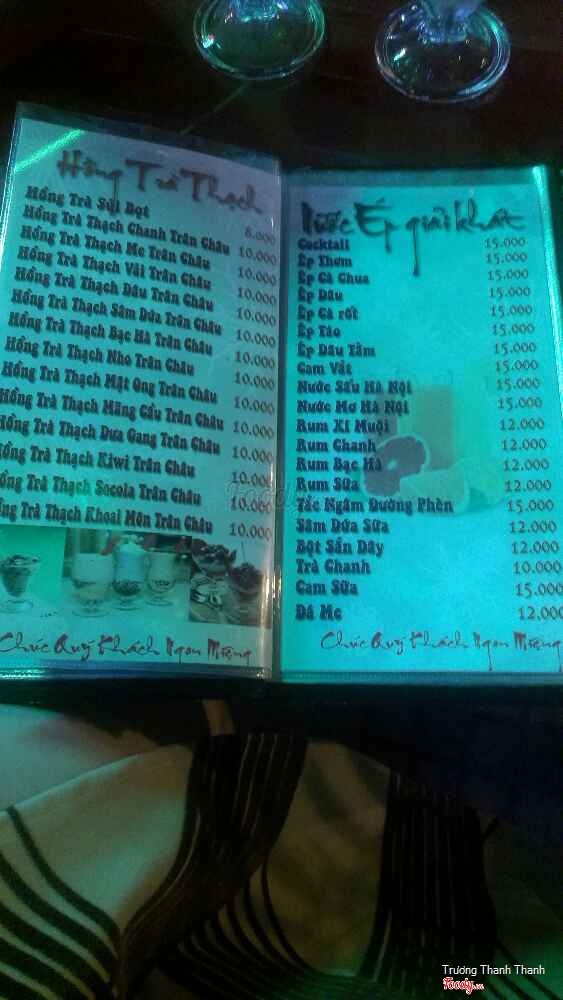 Hồng Trà Thạch
Hồng Trà Sủi Bọt 8.000
Hồng Trà Thạch Chanh Trân Châu 10.000
Hồng Trà Thạch Me Trân Châu 10.000
Hồng Trà Thạch Vải Trân Châu 10.000
Hồng Trà Thạch Dâu Trân Châu 10.000
Hồng Trà Thạch Sâm Dứa Trân Châu 10.000
Hồng Trà Thạch Bạc Hà Trân Châu 10.000
Hồng Trà Thạch Nho Trân Châu 10.000
Hồng Trà Thạch Mật Ong Trân Châu 10.000
Hồng Trà Thạch Mãng Cầu Trân Châu 10.000
Hồng Trà Thạch Dưa Gang Trân Châu 10.000
Hồng Trà Thạch Kiwi Trân Châu 10.000
ồng Trà Thạch Socola Trân Châu 10.000
ng Trà Thạch Khoai Môn Trân Châu 10.000
Chúc Quý Khách Ngon Miệng
Nước Ép giải khát
Cocktail 15.000
Ép Thơm 15.000
Ép Cà Chua 15.000
Ép Dâu 15.000
Ép Cà rốt 15.000
Ép Táo 15.000
Ép Dâu Tằm 15.000
Cam Vắt 15.000
Nước Sấu Hà Nội 15.000
Nước Mơ Hà Nội 15.000
Rum Xí Muội 12.000
Rum Chanh 12.000
Rum Bạc Hà 12.000
Rum Sữa 12.000
Tắc Ngâm Đường Phèn 15.000
Sâm Dứa Sữa 12.000
Bột Sắn Dây 12.000
Trà Chanh 10.000
Cam Sữa 15.000
Đá Me 12.000
Chúc Quý Khách Ngon Miệng
Trương Thanh Thanh
Foody.vn